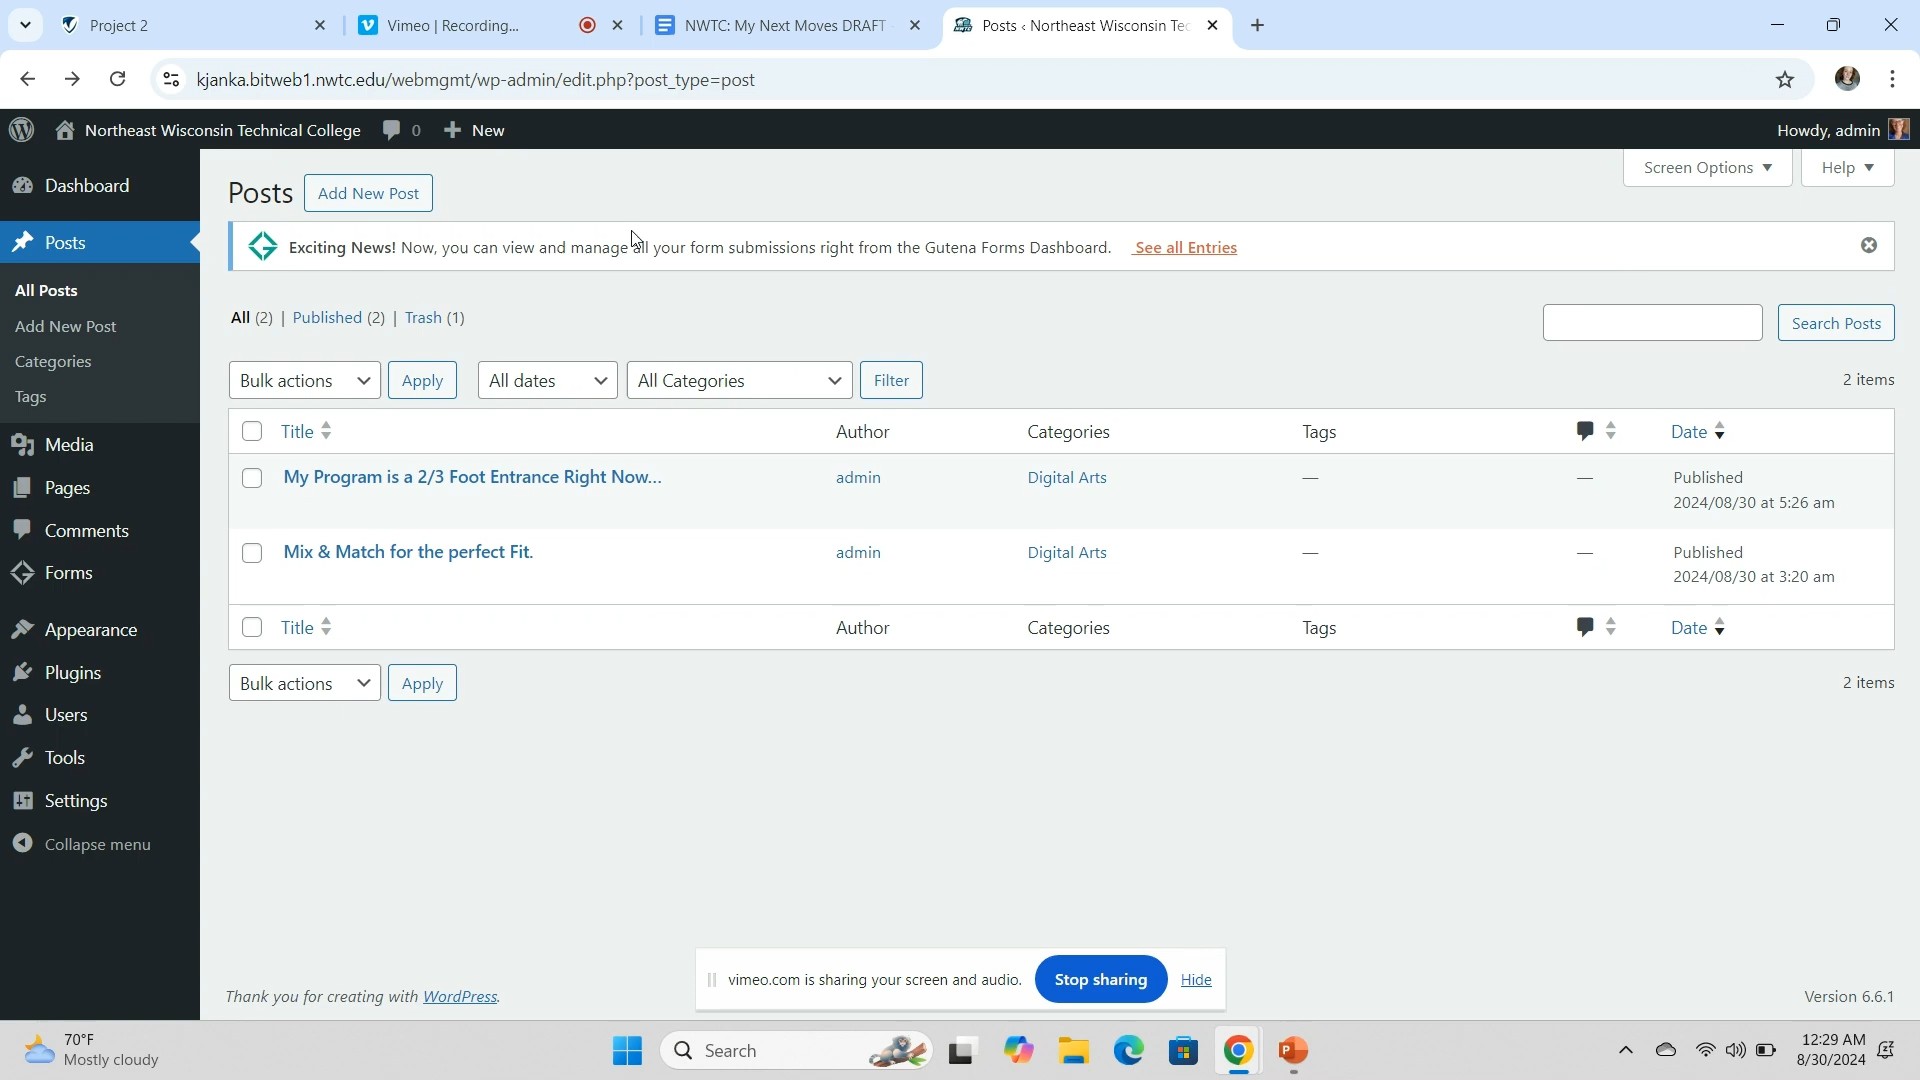 Project 2
Vimeo | Recording...
NWTC: My Next Moves DRAFT
Posts ‹ Northeast Wisconsin Tec
kjanka.bitweb1.nwtc.edu/webmgmt/wp-admin/edit.php?post_type=post
Northeast Wisconsin Technical College
0
New
Howdy, admin
Dashboard
Posts
All Posts
Add New Post
Categories
Tags
Media
Pages
Comments
Forms
Appearance
Plugins
Users
Tools
Settings
Collapse menu
Posts
Add New Post
Screen Options
Help
Exciting News! Now, you can view and manage all your form submissions right from the Gutena Forms Dashboard. See all Entries
All (2) | Published (2) | Trash (1)
Search Posts
Bulk actions
Apply
All dates
All Categories
Filter
2 items
Title
Author
Categories
Tags
Date
My Program is a 2/3 Foot Entrance Right Now...
admin
Digital Arts
—
—
Published
2024/08/30 at 5:26 am
Mix & Match for the perfect Fit.
admin
Digital Arts
—
—
Published
2024/08/30 at 3:20 am
Title
Author
Categories
Tags
Date
Bulk actions
Apply
2 items
vimeo.com is sharing your screen and audio.
Stop sharing
Hide
Thank you for creating with WordPress.
Version 6.6.1
70°F
Mostly cloudy
Search
12:29 AM
8/30/2024